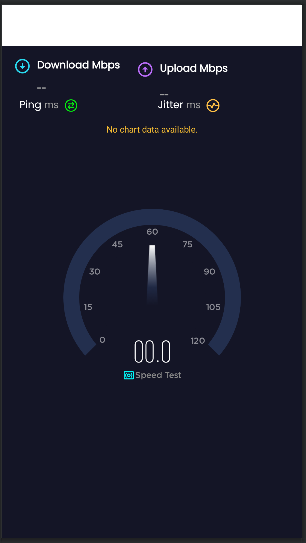 Download Mbps
Upload Mbps
--
--
Ping ms
Jitter ms
No chart data available.
60
45
75
30
90
15
105
0
120
00.0
Speed Test